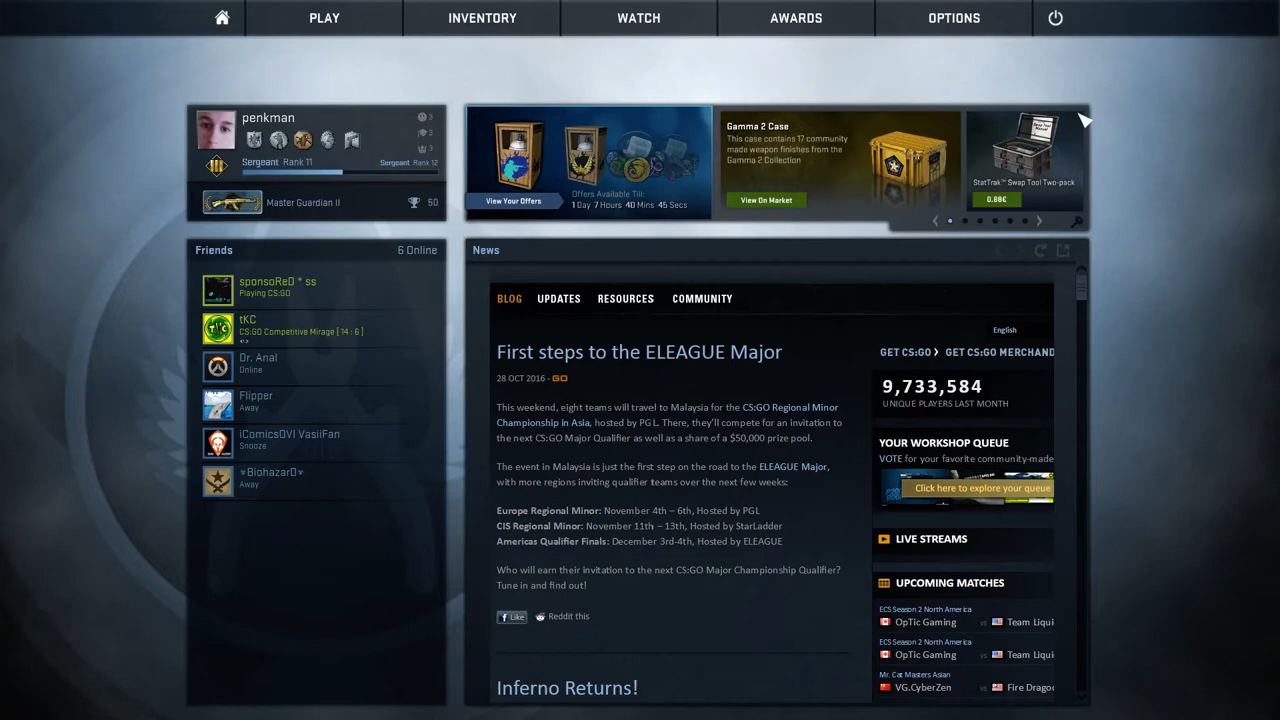 PLAY
INVENTORY
WATCH
AWARDS
OPTIONS
penkman
3
3
3
Sergeant Rank 11
Sergeant Rank 12
Master Guardian II
50
View Your Offers
Offers Available Till:
1 Day 7 Hours 40 Mins 45 Secs
Gamma 2 Case
This case contains 17 community
made weapon finishes from the
Gamma 2 Collection
View On Market
StatTrak™ Swap Tool Two-pack
0.88€
Friends
6 Online
sponsoReD * ss
Playing CS:GO
tKC
CS:GO Competitive Mirage [ 14 : 6 ]
Dr. Anal
Online
Flipper
Away
iComicsOVI VasiiFan
Snooze
BiohazarD
Away
News
BLOG
UPDATES
RESOURCES
COMMUNITY
English
First steps to the ELEAGUE Major
28 OCT 2016 - GO
This weekend, eight teams will travel to Malaysia for the CS:GO Regional Minor
Championship in Asia, hosted by PGL. There, they'll compete for an invitation to
the next CS:GO Major Qualifier as well as a share of a $50,000 prize pool.
The event in Malaysia is just the first step on the road to the ELEAGUE Major,
with more regions inviting qualifier teams over the next few weeks:
Europe Regional Minor: November 4th – 6th, Hosted by PGL
CIS Regional Minor: November 11th – 13th, Hosted by StarLadder
Americas Qualifier Finals: December 3rd-4th, Hosted by ELEAGUE
Who will earn their invitation to the next CS:GO Major Championship Qualifier?
Tune in and find out!
Like
Reddit this
Inferno Returns!
GET CS:GO
GET CS:GO MERCHAND
9,733,584
UNIQUE PLAYERS LAST MONTH
YOUR WORKSHOP QUEUE
VOTE for your favorite community-made
Click here to explore your queue
LIVE STREAMS
UPCOMING MATCHES
ECS Season 2 North America
OpTic Gaming vs Team Liqui
ECS Season 2 North America
OpTic Gaming vs Team Liqui
Mr. Cat Masters Asian
VG.CyberZen vs Fire Dragoo